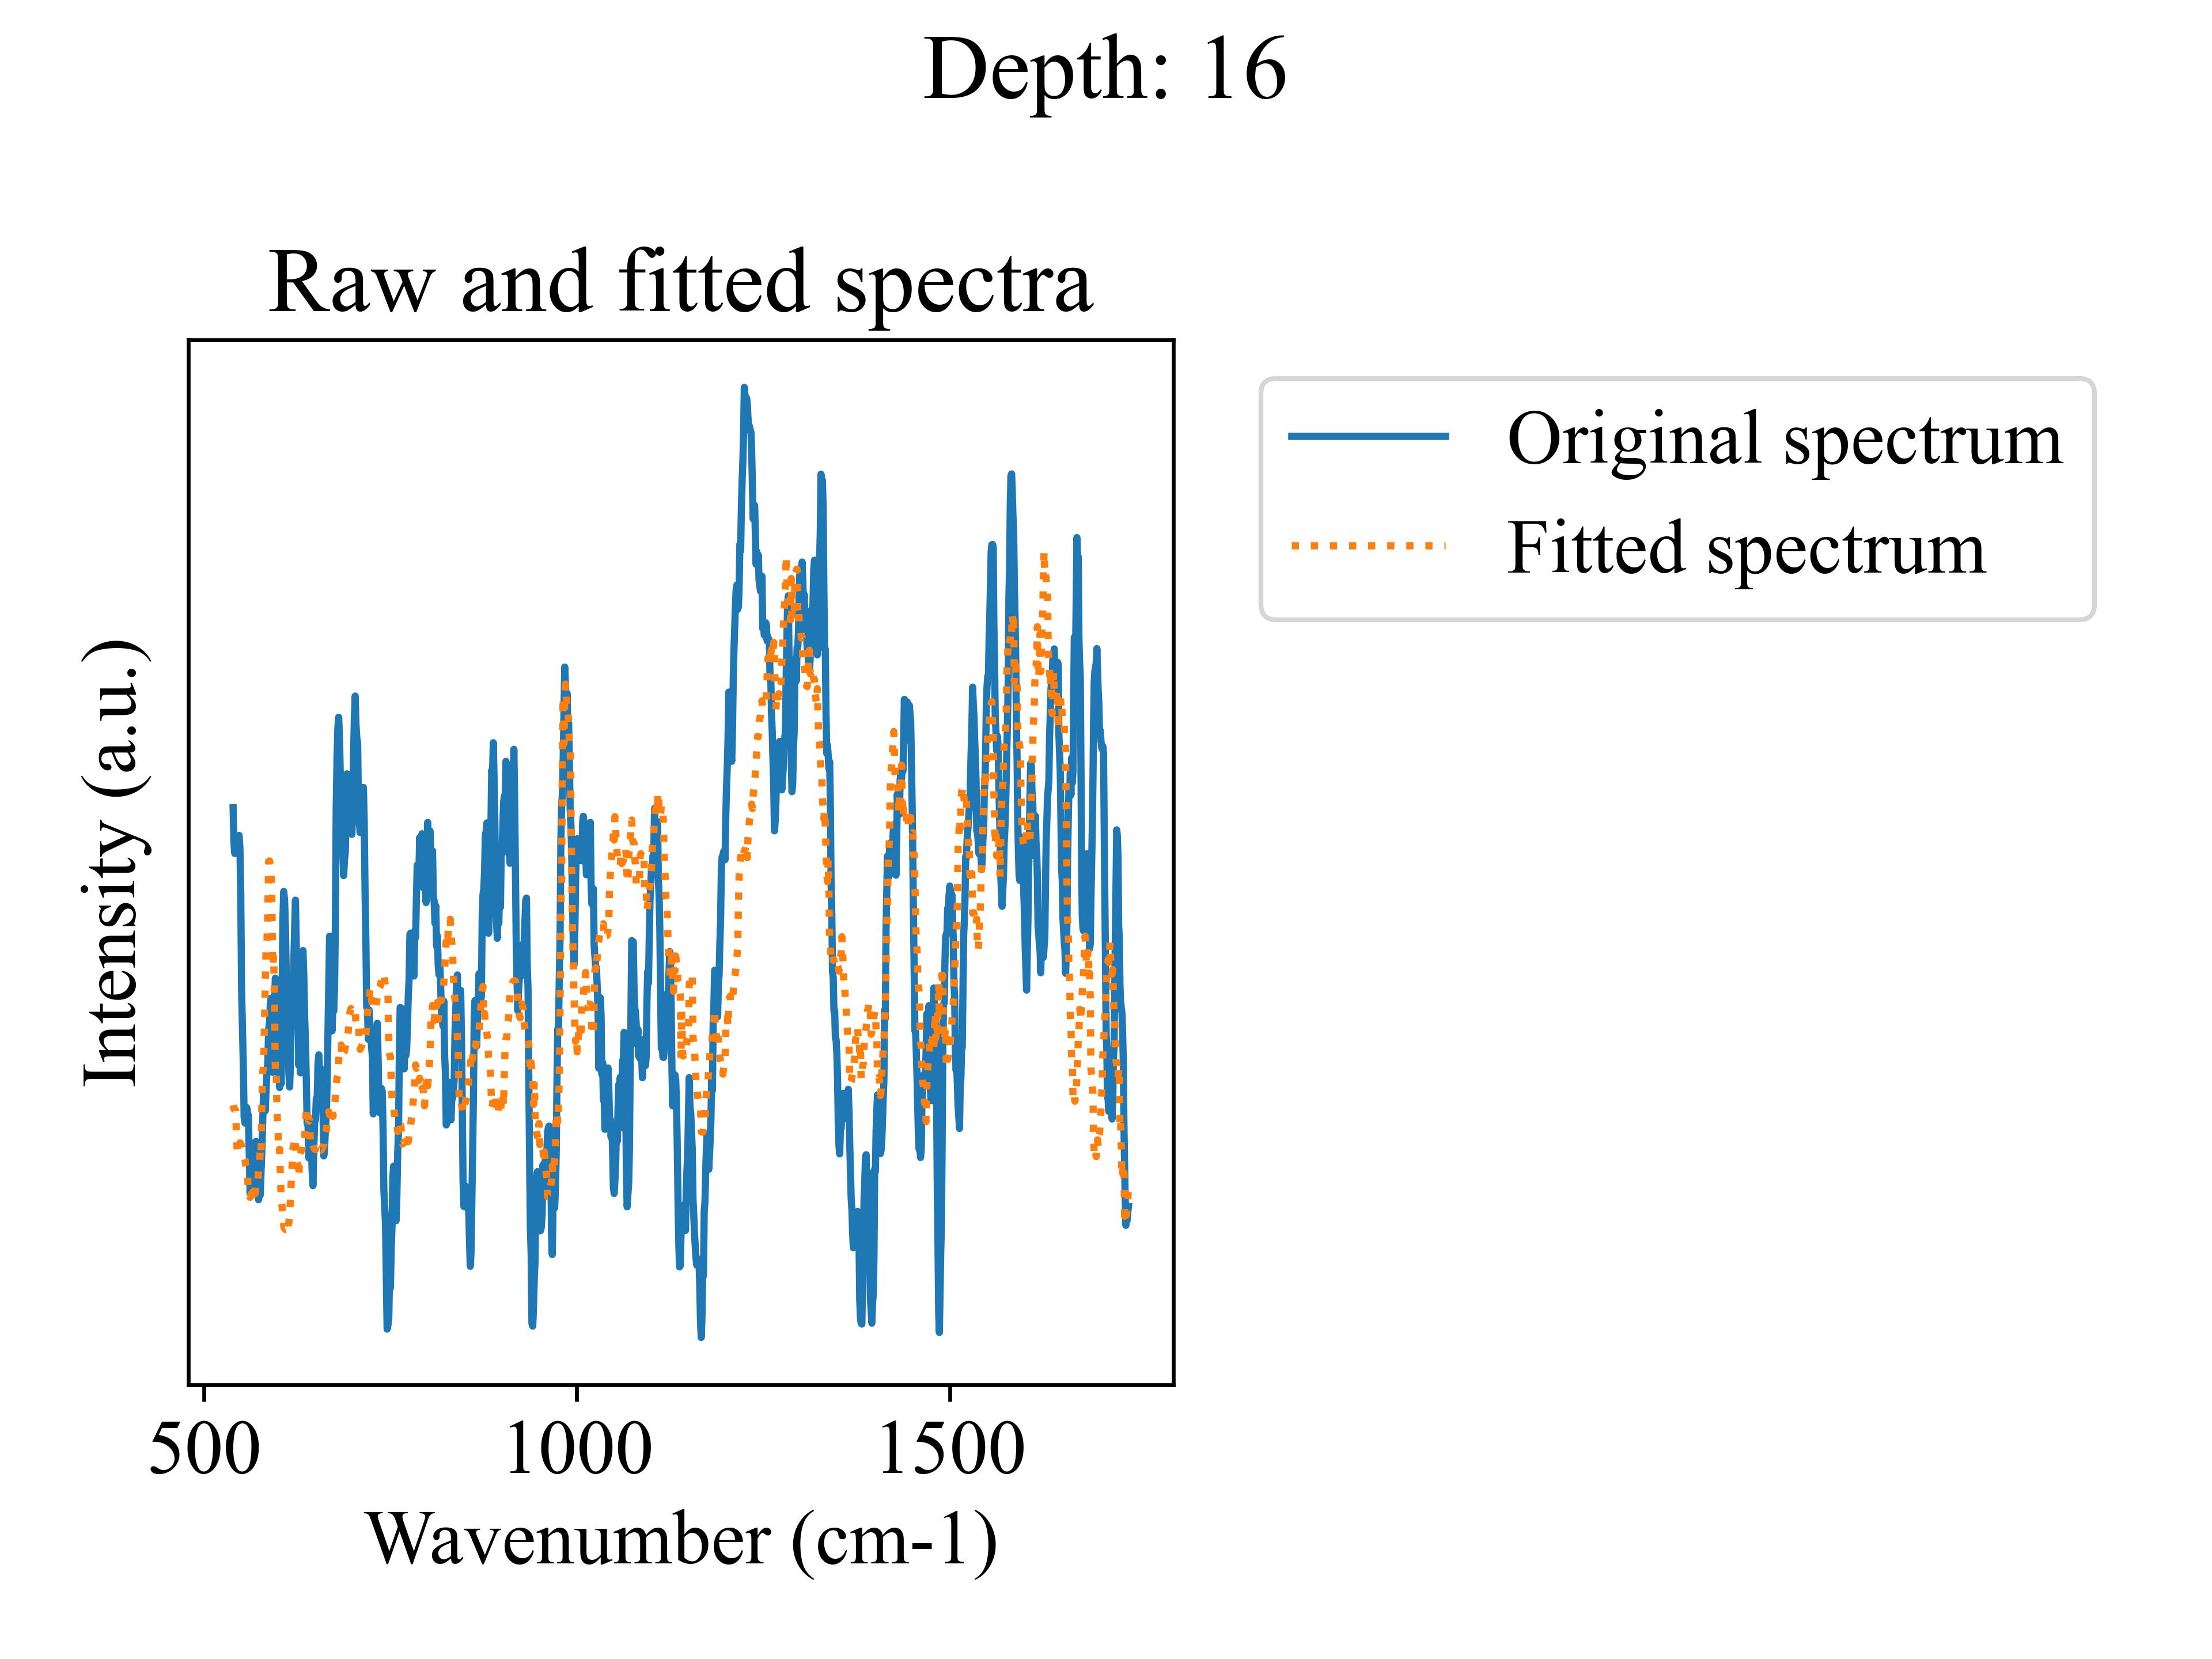 Depth: 16
Raw and fitted spectra
Original spectrum
Fitted spectrum
Intensity (a.u.)
500 1000 1500
Wavenumber (cm-1)